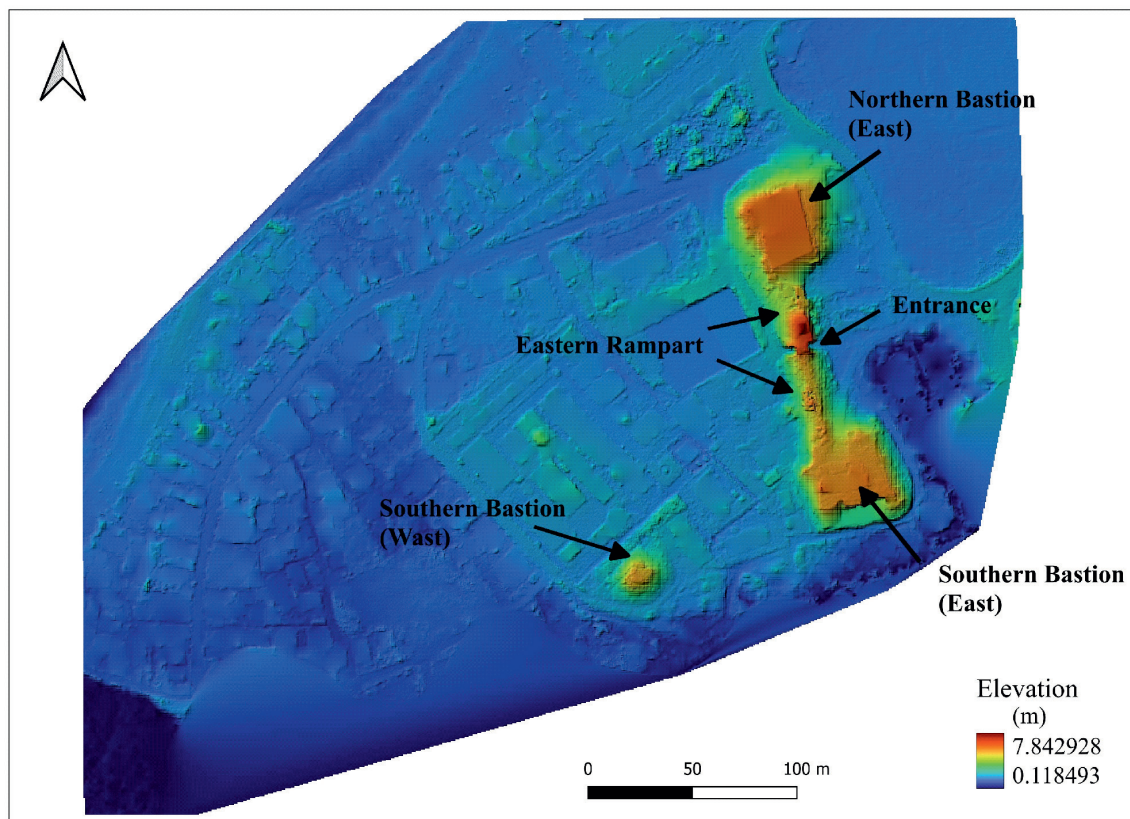 Northern Bastion
(East)
Entrance
Eastern Rampart
Southern Bastion
(Wast)
Southern Bastion
(East)
Elevation
(m)
7.842928
0.118493
0 50 100 m